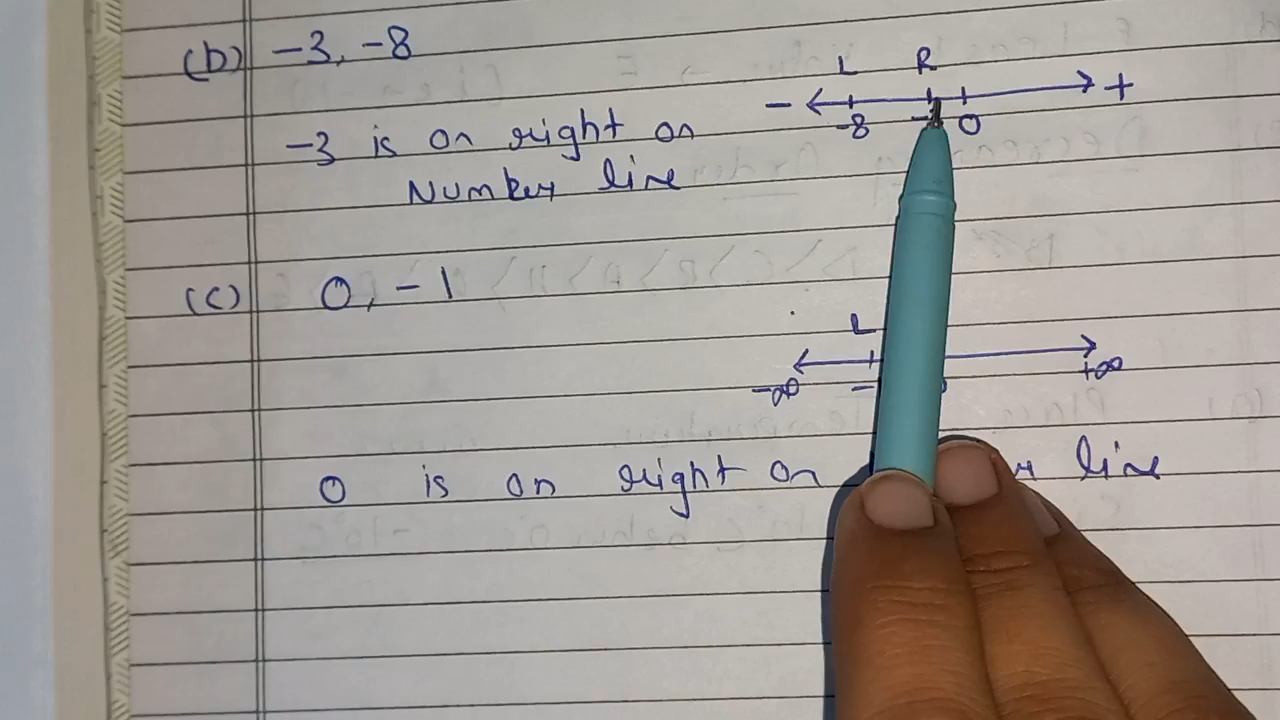 (b) -3, -8
L R
- +
-8 0
-3 is on right on
Number line
(c) 0, -1
L
-∞ +∞
0 is on right on line